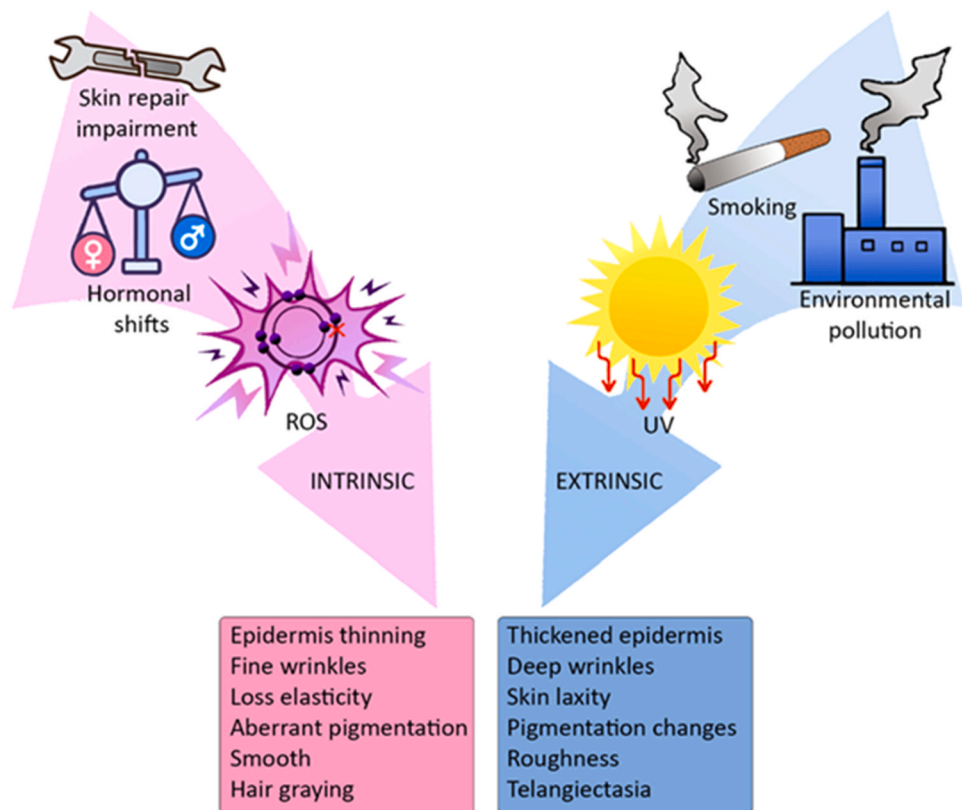 Skin repair
impairment
Hormonal
shifts
ROS
INTRINSIC
Smoking
Environmental
pollution
UV
EXTRINSIC
Epidermis thinning
Fine wrinkles
Loss elasticity
Aberrant pigmentation
Smooth
Hair graying
Thickened epidermis
Deep wrinkles
Skin laxity
Pigmentation changes
Roughness
Telangiectasia